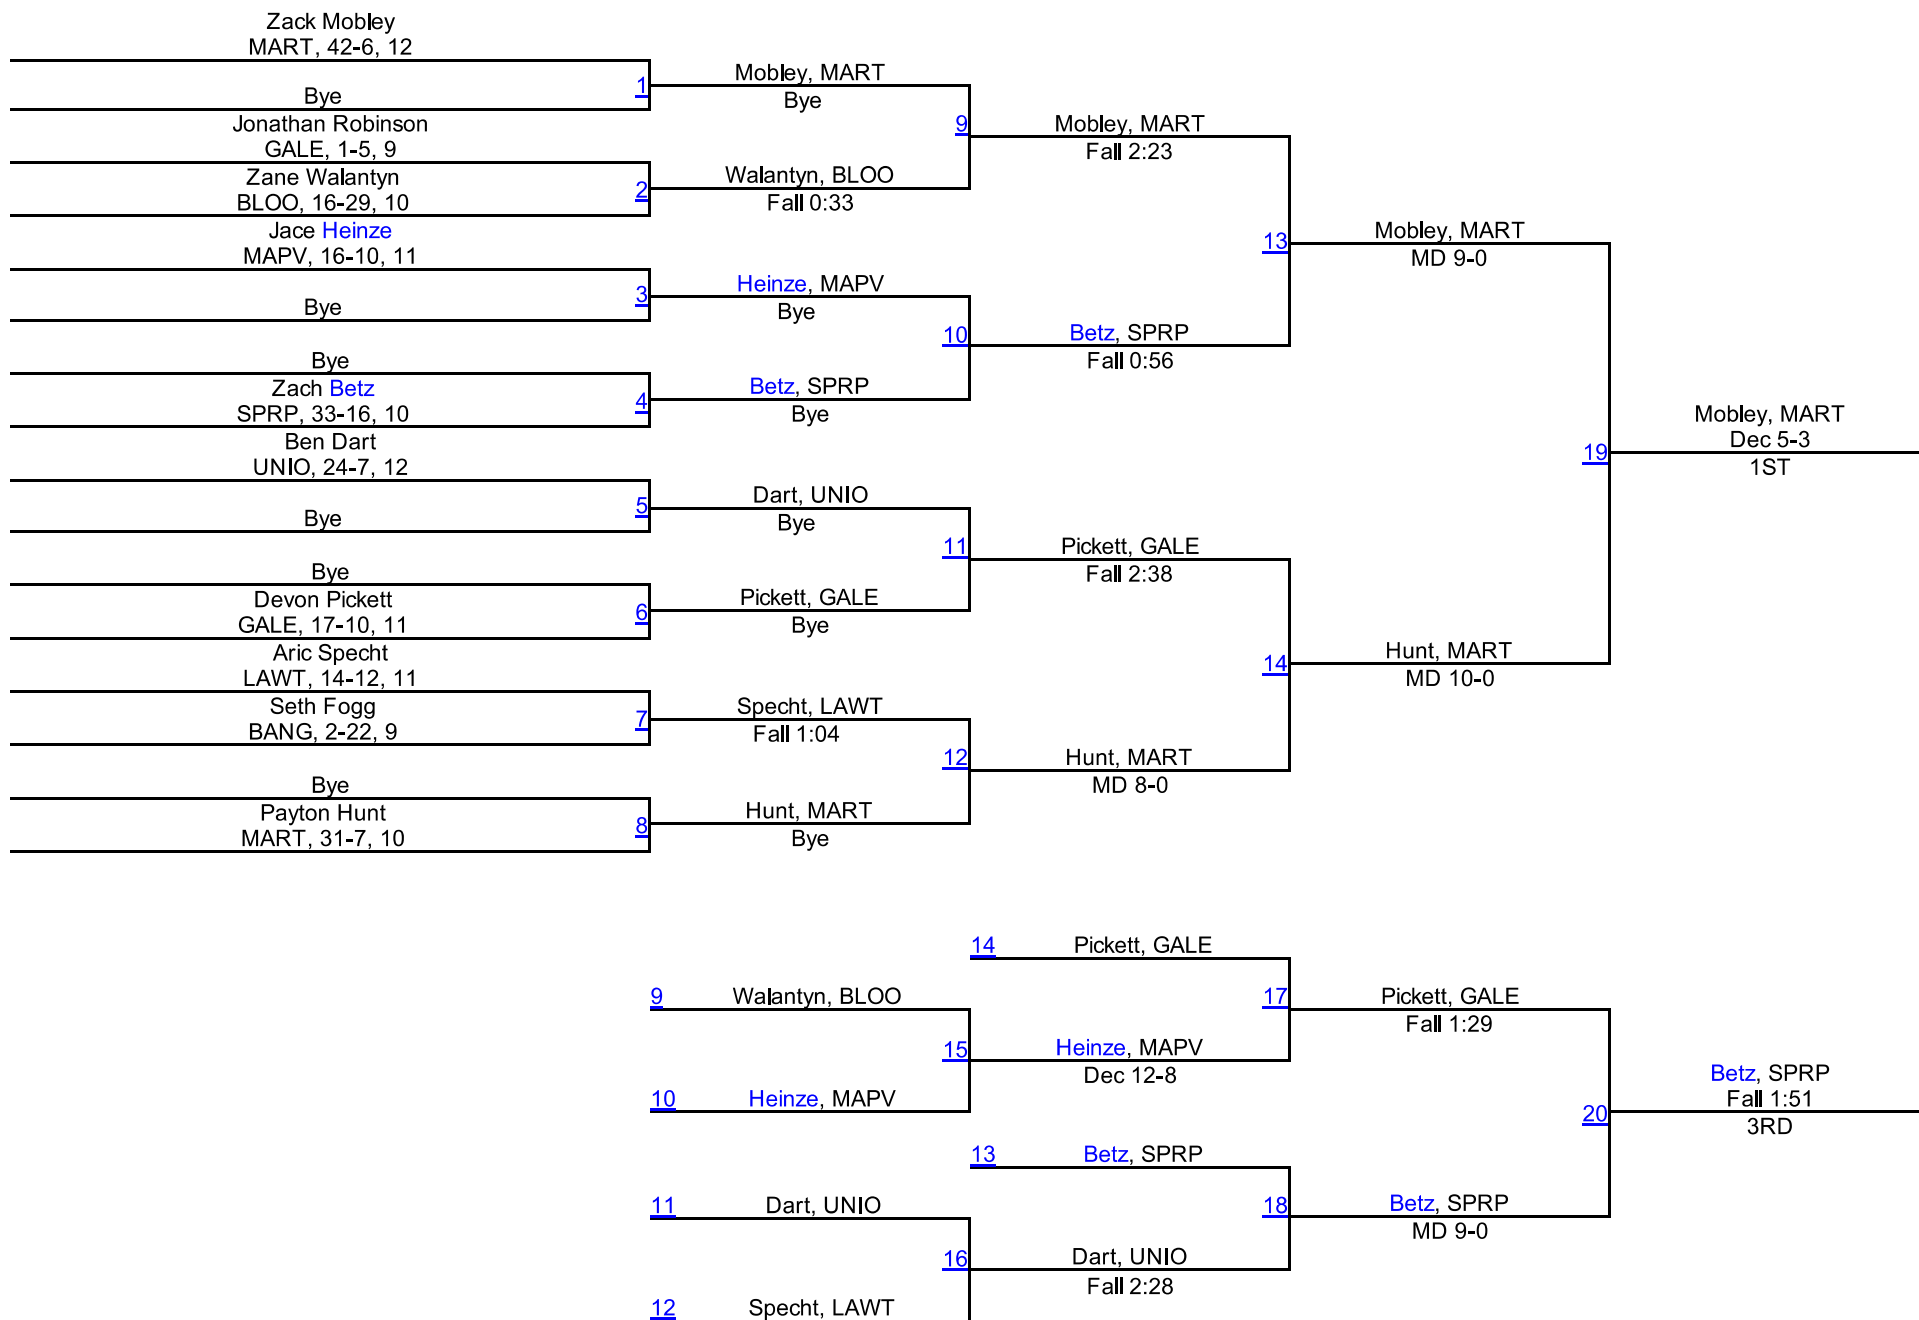 Zack Mobley
MART, 42-6, 12
Bye
1
Jonathan Robinson
GALE, 1-5, 9
Zane Walantyn
BLOO, 16-29, 10
2
Jace Heinze
MAPV, 16-10, 11
Bye
3
Bye
Zach Betz
SPRP, 33-16, 10
4
Ben Dart
UNIO, 24-7, 12
Bye
5
Bye
Devon Pickett
GALE, 17-10, 11
6
Aric Specht
LAWT, 14-12, 11
Seth Fogg
BANG, 2-22, 9
7
Bye
Payton Hunt
MART, 31-7, 10
8
Mobley, MART
Bye
9
Walantyn, BLOO
Fall 0:33
Heinze, MAPV
Bye
10
Betz, SPRP
Bye
Dart, UNIO
Bye
11
Pickett, GALE
Bye
Specht, LAWT
Fall 1:04
12
Hunt, MART
Bye
Mobley, MART
Fall 2:23
13
Betz, SPRP
Fall 0:56
Pickett, GALE
Fall 2:38
14
Hunt, MART
MD 8-0
Mobley, MART
MD 9-0
19
Hunt, MART
MD 10-0
Mobley, MART
Dec 5-3
1ST
14 Pickett, GALE
9 Walantyn, BLOO
17
Pickett, GALE
Fall 1:29
15
Heinze, MAPV
Dec 12-8
10 Heinze, MAPV
20
Betz, SPRP
Fall 1:51
3RD
13 Betz, SPRP
11 Dart, UNIO
18
Betz, SPRP
MD 9-0
16
Dart, UNIO
Fall 2:28
12 Specht, LAWT